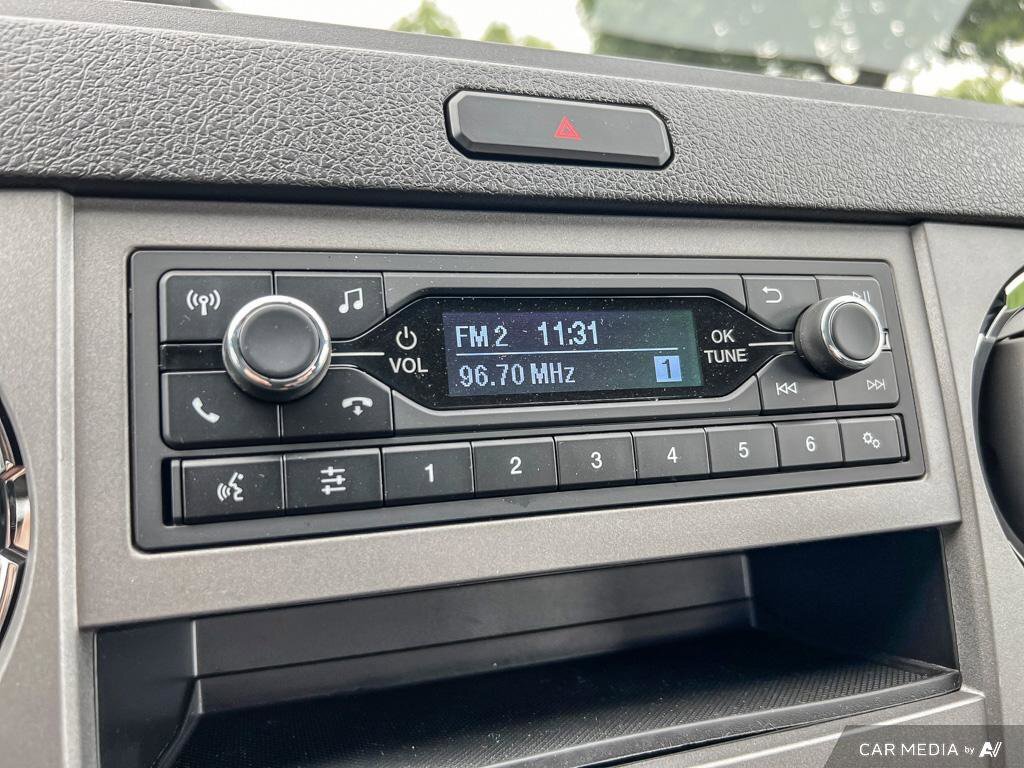 FM 2 11:31
96.70 MHz 1
VOL
OK
TUNE
1 2 3 4 5 6
CAR MEDIA by AV